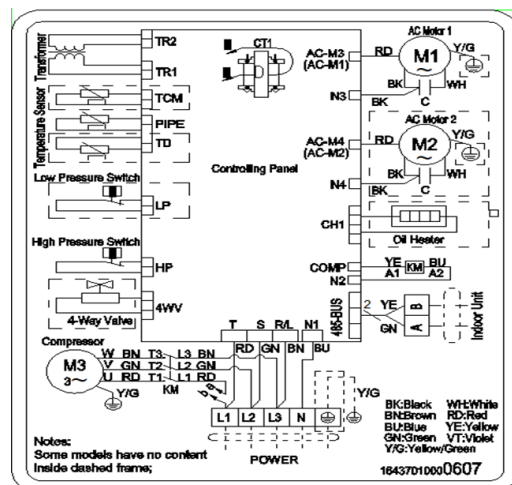 Transformer
TR2
TR1
CT1
AC-M3
(AC-M1)
RD
AC Motor 1
M1
~
Y/G
BK
WH
C
N3
BK
Temperature Sensor
TCM
PIPE
TD
AC-M4
(AC-M2)
RD
AC Motor 2
M2
~
Y/G
BK
WH
C
N4
BK
Controlling Panel
Low Pressure Switch
LP
CH1
Oil Heater
High Pressure Switch
HP
COMP
N2
YE
A1
KM
BU
A2
4WV
4-Way Valve
485-BUS
2
YE
GN
B
A
Indoor Unit
T S R/L N1
RD GN BN BU
Compressor
M3
3~
W BN T3 L3 BN
V GN T2 L2 GN
U RD T1 L1 RD
KM
a
b
Y/G
L1 L2 L3 N
Y/G
POWER
BK:Black WH:White
BN:Brown RD:Red
BU:Blue YE:Yellow
GN:Green VT:Violet
Y/G:Yellow/Green
Notes:
Some models have no content
inside dashed frame;
16437010000607